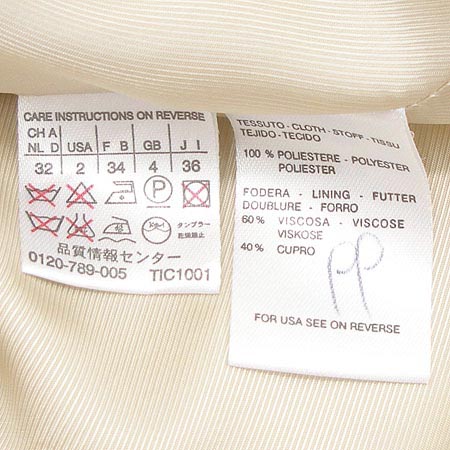 CARE INSTRUCTIONS ON REVERSE
CH A USA F B GB J I
NL D
32 2 34 4 36
P
タンブラー
乾燥禁止
品質情報センター
0120-789-005 TIC1001
TESSUTO - CLOTH - STOFF - TISSU
TEJIDO - TECIDO
100 % POLIESTERE - POLYESTER
POLIESTER
FODERA - LINING - FUTTER
DOUBLURE - FORRO
60% VISCOSA - VISCOSE
VISKOSE
40% CUPRO
PP
FOR USA SEE ON REVERSE